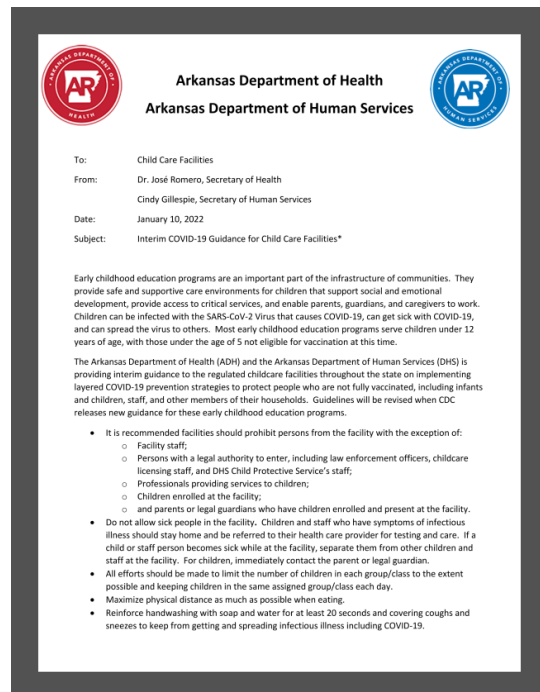 ARKANSAS DEPARTMENT OF
AR
HEALTH
Arkansas Department of Health
Arkansas Department of Human Services
ARKANSAS DEPARTMENT OF
AR
HUMAN SERVICES
To: Child Care Facilities
From: Dr. José Romero, Secretary of Health
Cindy Gillespie, Secretary of Human Services
Date: January 10, 2022
Subject: Interim COVID-19 Guidance for Child Care Facilities*
Early childhood education programs are an important part of the infrastructure of communities. They
provide safe and supportive care environments for children that support social and emotional
development, provide access to critical services, and enable parents, guardians, and caregivers to work.
Children can be infected with the SARS-CoV-2 Virus that causes COVID-19, can get sick with COVID-19,
and can spread the virus to others. Most early childhood education programs serve children under 12
years of age, with those under the age of 5 not eligible for vaccination at this time.
The Arkansas Department of Health (ADH) and the Arkansas Department of Human Services (DHS) is
providing interim guidance to the regulated childcare facilities throughout the state on implementing
layered COVID-19 prevention strategies to protect people who are not fully vaccinated, including infants
and children, staff, and other members of their households. Guidelines will be revised when CDC
releases new guidance for these early childhood education programs.
• It is recommended facilities should prohibit persons from the facility with the exception of:
o Facility staff;
o Persons with a legal authority to enter, including law enforcement officers, childcare
licensing staff, and DHS Child Protective Service's staff;
o Professionals providing services to children;
o Children enrolled at the facility;
o and parents or legal guardians who have children enrolled and present at the facility.
• Do not allow sick people in the facility. Children and staff who have symptoms of infectious
illness should stay home and be referred to their health care provider for testing and care. If a
child or staff person becomes sick while at the facility, separate them from other children and
staff at the facility. For children, immediately contact the parent or legal guardian.
• All efforts should be made to limit the number of children in each group/class to the extent
possible and keeping children in the same assigned group/class each day.
• Maximize physical distance as much as possible when eating.
• Reinforce handwashing with soap and water for at least 20 seconds and covering coughs and
sneezes to keep from getting and spreading infectious illness including COVID-19.